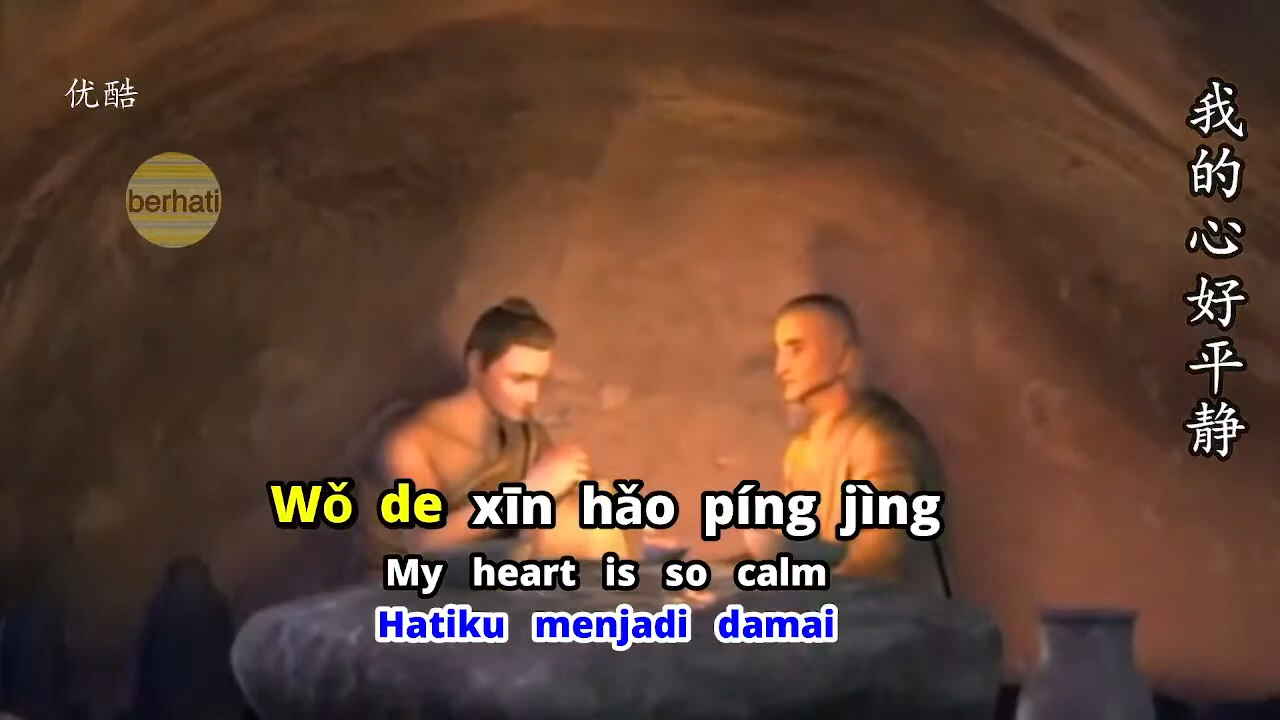 优酷
berhati
我的心好平静
Wǒ de xīn hǎo píng jìng
My heart is so calm
Hatiku menjadi damai